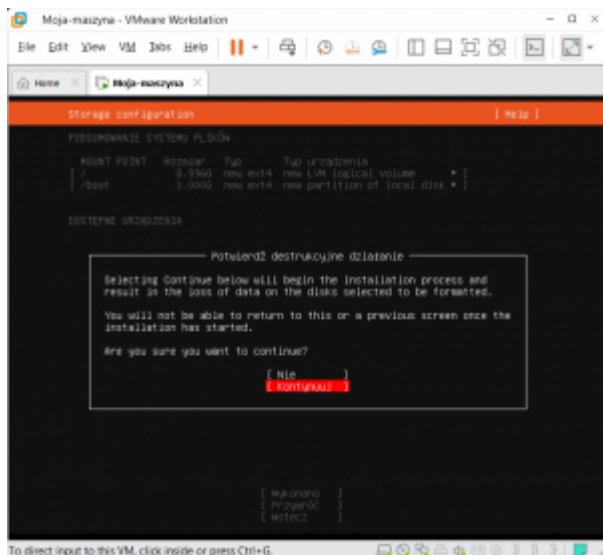 Moja-maszyna - VMware Workstation
File Edit View VM Tabs Help
Home
Moja-maszyna
Storage configuration [ Help ]
PODSUMOWANIE SYSTEMU PLIKÓW
MOUNT POINT Rozmiar Typ Typ urządzenia
[ / 8.996G new ext4 new LVM logical volume ▸ ]
[ /boot 1.000G new ext4 new partition of local disk ▸ ]
DOSTĘPNE URZĄDZENIA
Potwierdź destrukcyjne działanie
Selecting Continue below will begin the installation process and
result in the loss of data on the disks selected to be formatted.
You will not be able to return to this or a previous screen once the
installation has started.
Are you sure you want to continue?
[ Nie ]
[ Kontynuuj ]
[ Wykonano ]
[ Przywróć ]
[ Wstecz ]
To direct input to this VM, click inside or press Ctrl+G.